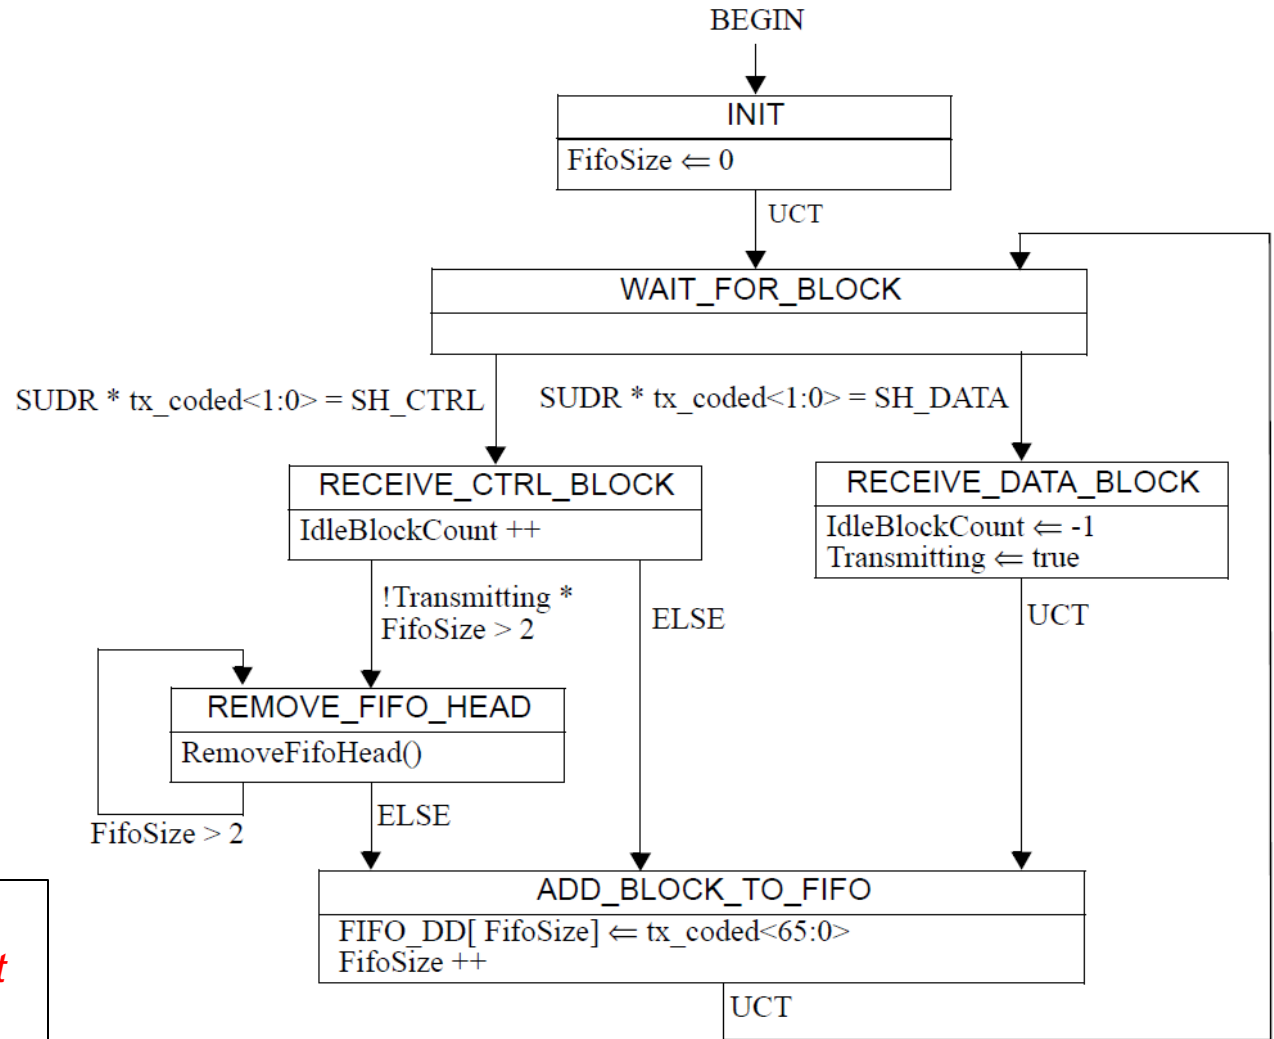 BEGIN
INIT
FifoSize ⇐ 0
UCT
WAIT_FOR_BLOCK
SUDR * tx_coded<1:0> = SH_CTRL
SUDR * tx_coded<1:0> = SH_DATA
RECEIVE_CTRL_BLOCK
IdleBlockCount ++
RECEIVE_DATA_BLOCK
IdleBlockCount ⇐ -1
Transmitting ⇐ true
!Transmitting *
FifoSize > 2
ELSE
UCT
REMOVE_FIFO_HEAD
RemoveFifoHead()
FifoSize > 2
ELSE
ADD_BLOCK_TO_FIFO
FIFO_DD[ FifoSize] ⇐ tx_coded<65:0>
FifoSize ++
UCT